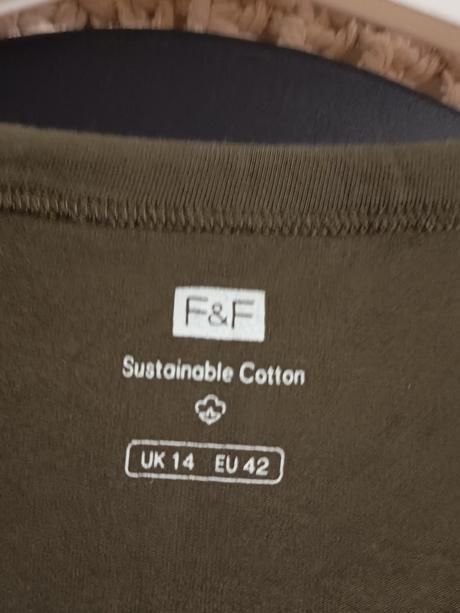 F&F
Sustainable Cotton
UK 14 EU 42